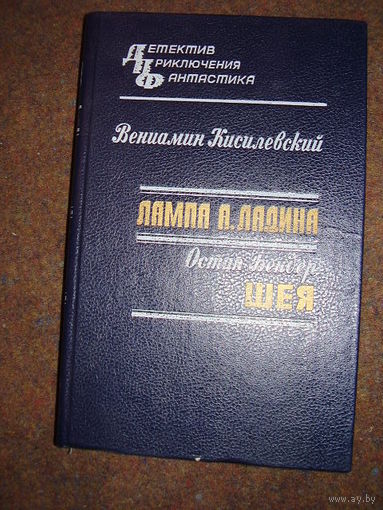 Детектив
Приключения
Фантастика
Вениамин Кисилевский
ЛАМПА А. ЛАДИНА
Остап Бендер
ШЕЯ
www.ay.by